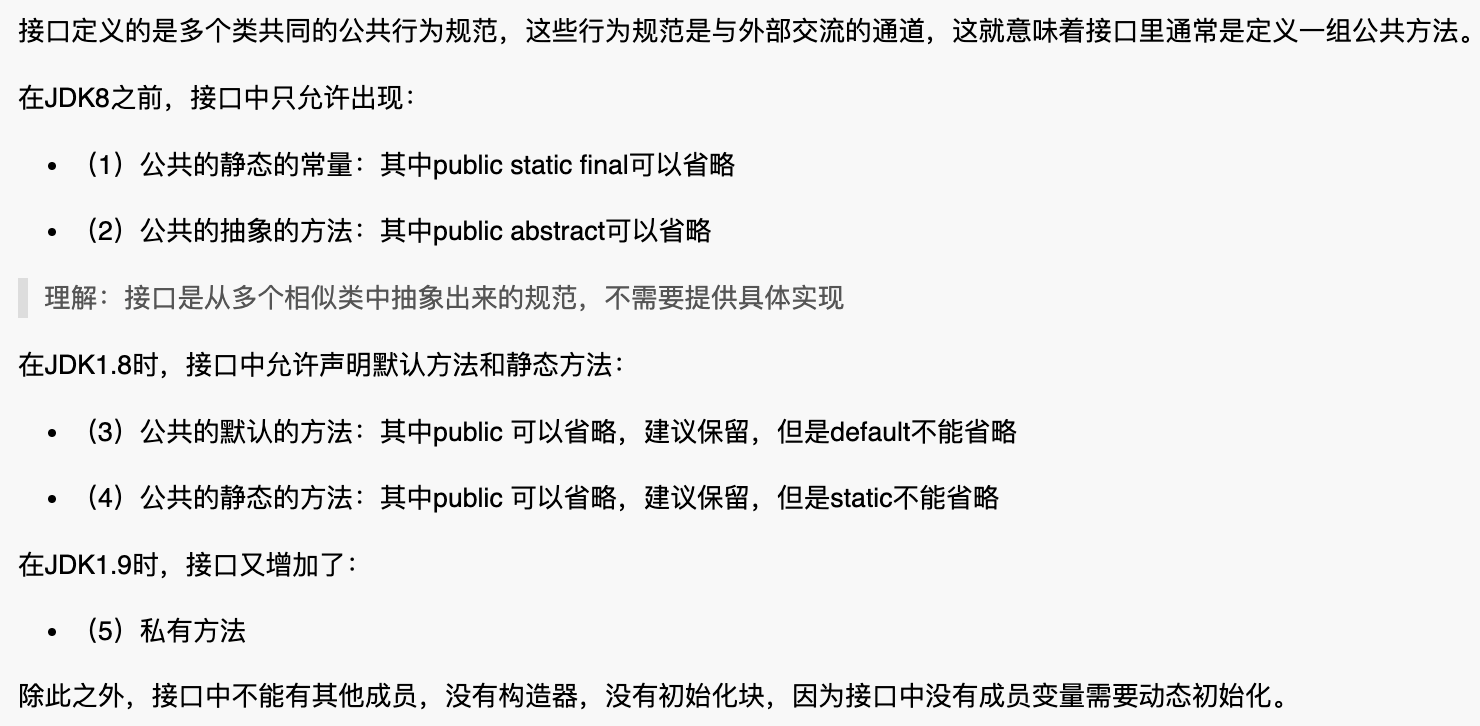 接口定义的是多个类共同的公共行为规范，这些行为规范是与外部交流的通道，这就意味着接口里通常是定义一组公共方法。
在JDK8之前，接口中只允许出现：
• （1）公共的静态的常量：其中public static final可以省略
• （2）公共的抽象的方法：其中public abstract可以省略
理解：接口是从多个相似类中抽象出来的规范，不需要提供具体实现
在JDK1.8时，接口中允许声明默认方法和静态方法：
• （3）公共的默认的方法：其中public 可以省略，建议保留，但是default不能省略
• （4）公共的静态的方法：其中public 可以省略，建议保留，但是static不能省略
在JDK1.9时，接口又增加了：
• （5）私有方法
除此之外，接口中不能有其他成员，没有构造器，没有初始化块，因为接口中没有成员变量需要动态初始化。